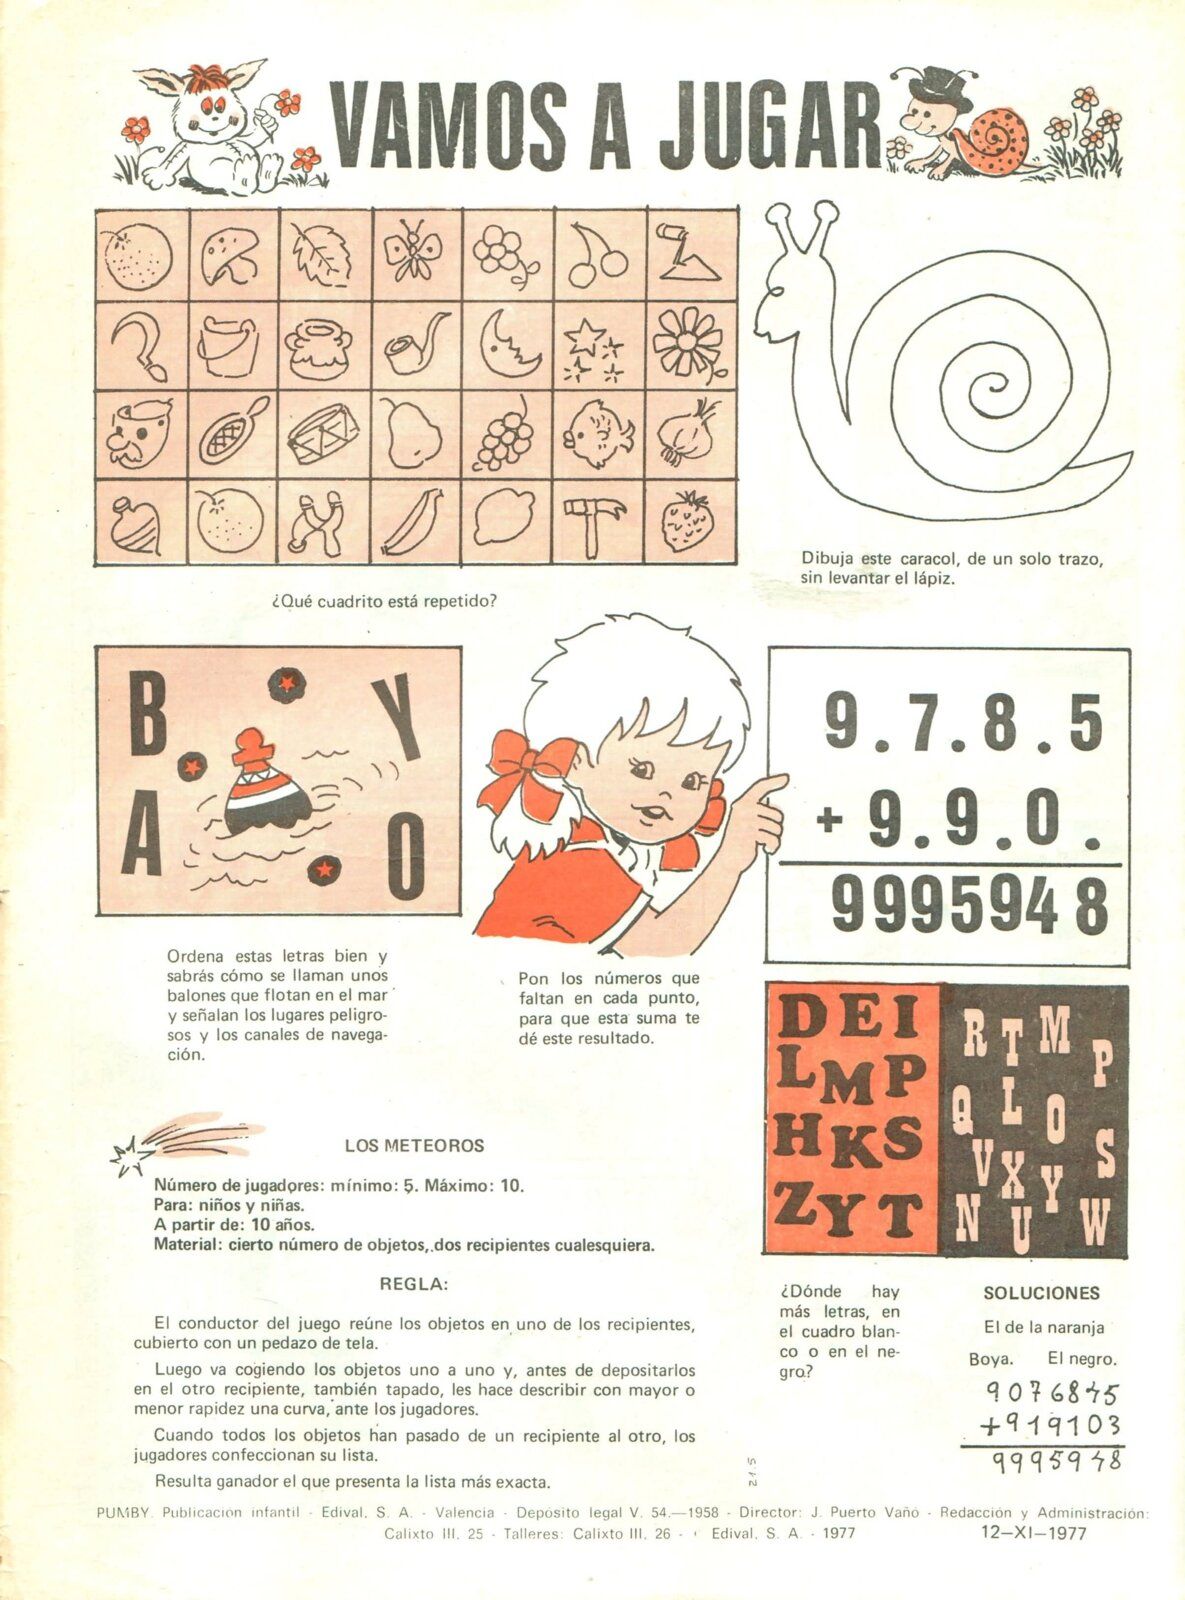 VAMOS A JUGAR
¿Qué cuadrito está repetido?
Dibuja este caracol, de un solo trazo,
sin levantar el lápiz.
B Y
A O
Ordena estas letras bien y
sabrás cómo se llaman unos
balones que flotan en el mar
y señalan los lugares peligro-
sos y los canales de navega-
ción.
Pon los números que
faltan en cada punto,
para que esta suma te
dé este resultado.
9.7.8.5
+ 9.9.0.
9995948
DEI
LMP
HKS
ZYT
R T M P
Q L O
V X Y S
N U W
LOS METEOROS
Número de jugadores: mínimo: 5. Máximo: 10.
Para: niños y niñas.
A partir de: 10 años.
Material: cierto número de objetos, dos recipientes cualesquiera.
REGLA:
El conductor del juego reúne los objetos en uno de los recipientes,
cubierto con un pedazo de tela.
Luego va cogiendo los objetos uno a uno y, antes de depositarlos
en el otro recipiente, también tapado, les hace describir con mayor o
menor rapidez una curva, ante los jugadores.
Cuando todos los objetos han pasado de un recipiente al otro, los
jugadores confeccionan su lista.
Resulta ganador el que presenta la lista más exacta.
¿Dónde hay
más letras, en
el cuadro blan-
co o en el ne-
gro?
SOLUCIONES
El de la naranja
Boya. El negro.
9076845
+919103
9995948
21.5
PUMBY. Publicación infantil - Edival, S. A. - Valencia - Depósito legal V. 54.—1958 - Director: J. Puerto Vañó - Redacción y Administración:
Calixto III, 25 - Talleres: Calixto III, 26 - Edival, S. A. - 1977 12—XI—1977